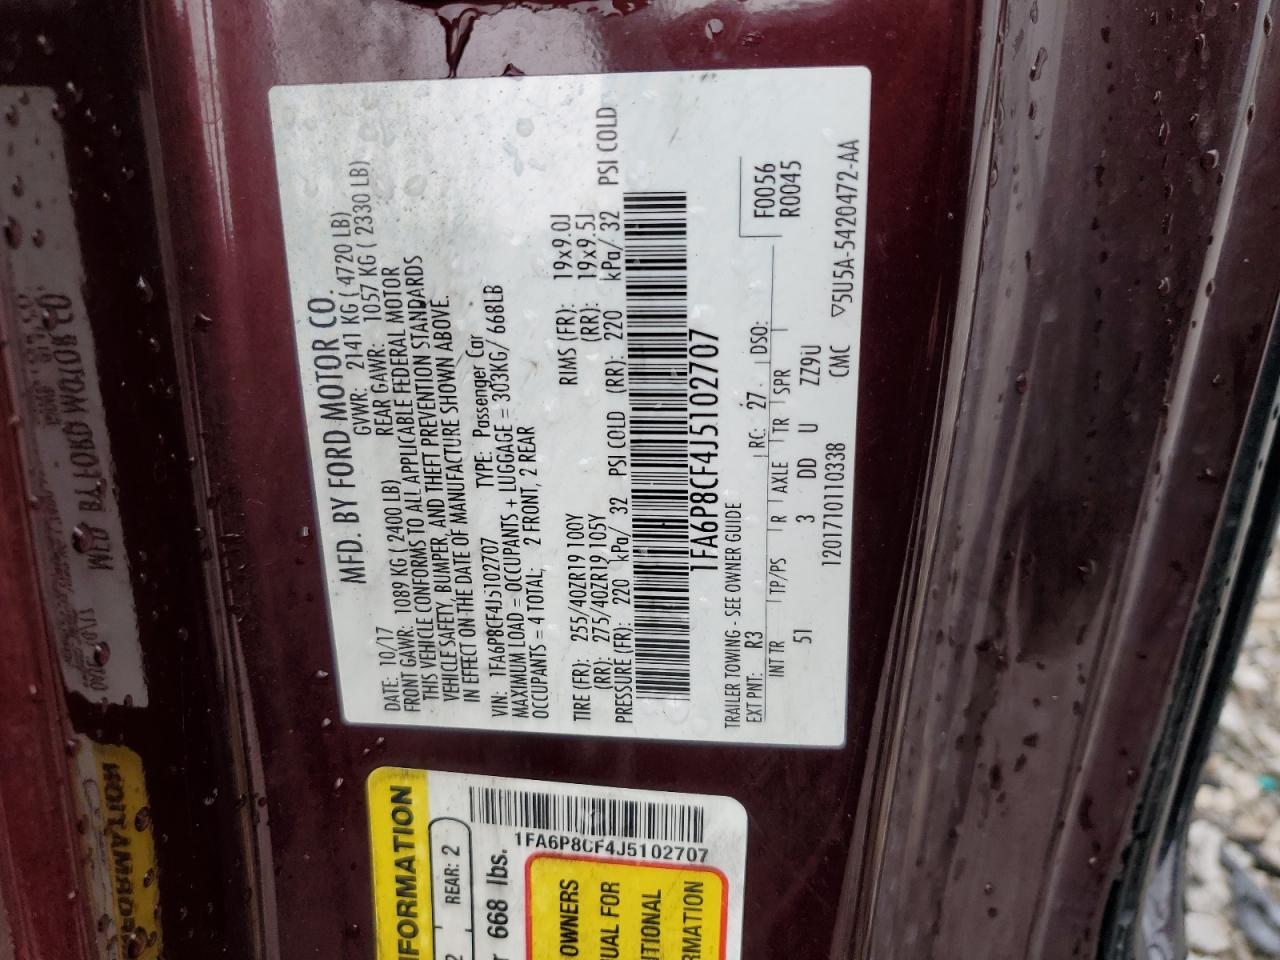 MFD. BY FORD MOTOR CO.
DATE: 10/17 GVWR: 2141 KG ( 4720 LB)
FRONT GAWR: 1089 KG ( 2400 LB) REAR GAWR: 1057 KG ( 2330 LB)
THIS VEHICLE CONFORMS TO ALL APPLICABLE FEDERAL MOTOR
VEHICLE SAFETY, BUMPER, AND THEFT PREVENTION STANDARDS
IN EFFECT ON THE DATE OF MANUFACTURE SHOWN ABOVE.
VIN: 1FA6P8CF4J5102707 TYPE: Passenger Car
MAXIMUM LOAD = OCCUPANTS + LUGGAGE = 303KG/ 668LB
OCCUPANTS = 4 TOTAL: 2 FRONT, 2 REAR
TIRE (FR): 255/40ZR19 100Y RIMS (FR): 19x9.0J
(RR): 275/40ZR19 105Y (RR): 19x9.5J
PRESSURE (FR): 220 kPa/ 32 PSI COLD (RR): 220 kPa/ 32 PSI COLD
1FA6P8CF4J5102707
TRAILER TOWING - SEE OWNER GUIDE F0056
EXT PNT: R3 RC: 27 DSO: R0045
INT TR TP/PS R AXLE TR SPR
51 3 DD U ZZ9iU
12017101110338 CMC ▽5U5A-5420472-AA
FORMATION
REAR: 2
668 lbs.
1FA6P8CF4J5102707
OWNERS
UAL FOR
ITIONAL
RMATION